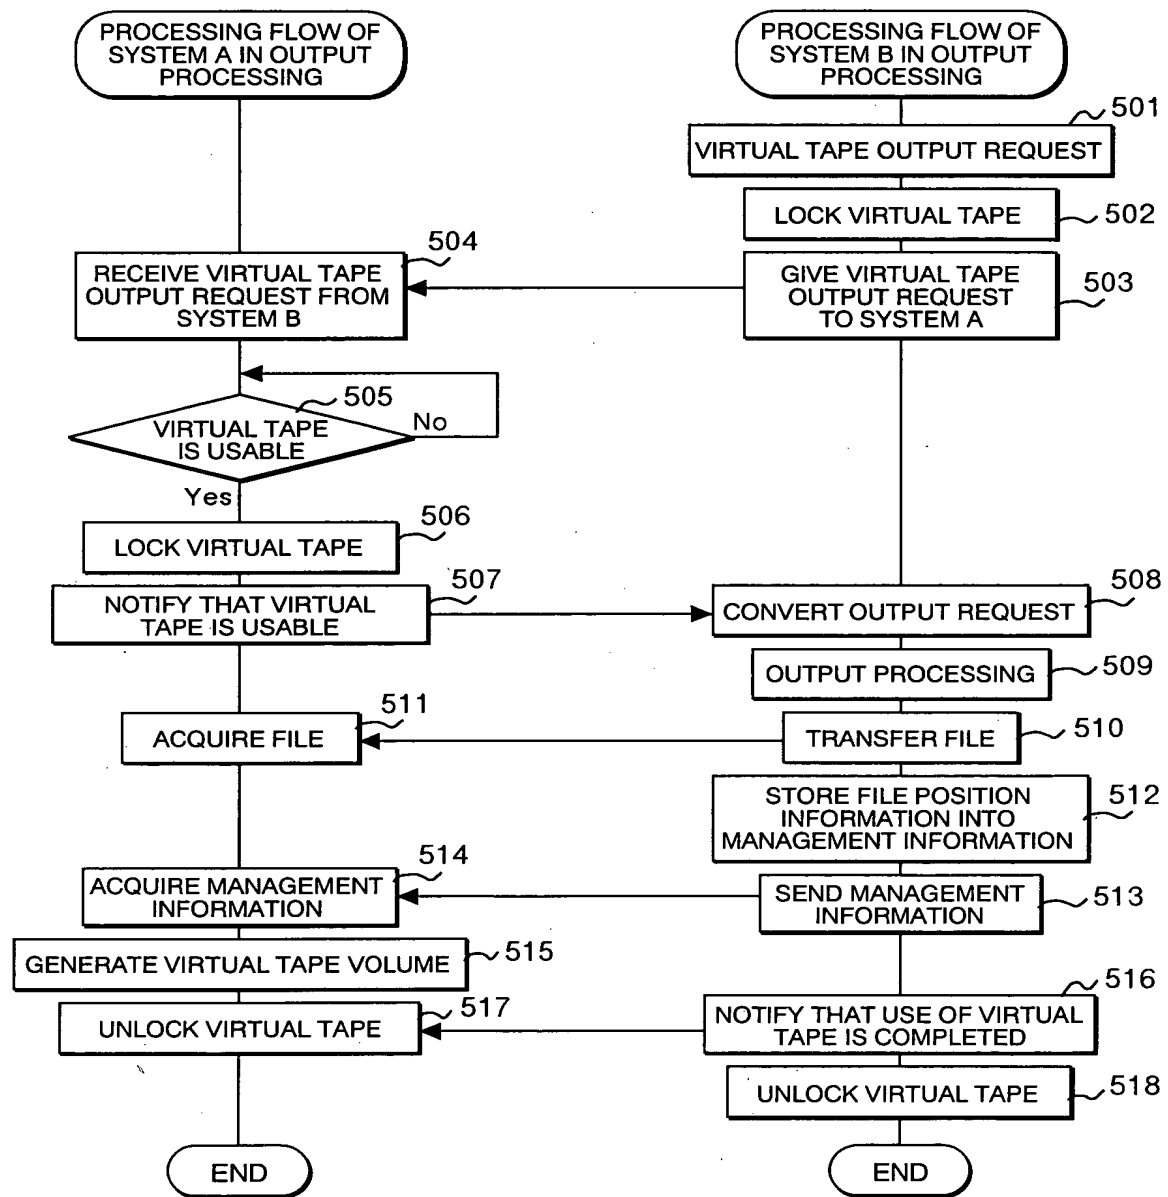 PROCESSING FLOW OF
SYSTEM A IN OUTPUT
PROCESSING
PROCESSING FLOW OF
SYSTEM B IN OUTPUT
PROCESSING
501
VIRTUAL TAPE OUTPUT REQUEST
LOCK VIRTUAL TAPE
502
504
RECEIVE VIRTUAL TAPE
OUTPUT REQUEST FROM
SYSTEM B
GIVE VIRTUAL TAPE
OUTPUT REQUEST
TO SYSTEM A
503
505
VIRTUAL TAPE
IS USABLE
No
Yes
506
LOCK VIRTUAL TAPE
507
NOTIFY THAT VIRTUAL
TAPE IS USABLE
508
CONVERT OUTPUT REQUEST
OUTPUT PROCESSING
509
511
ACQUIRE FILE
TRANSFER FILE
510
STORE FILE POSITION
INFORMATION INTO
MANAGEMENT INFORMATION
512
514
ACQUIRE MANAGEMENT
INFORMATION
SEND MANAGEMENT
INFORMATION
513
GENERATE VIRTUAL TAPE VOLUME
515
516
NOTIFY THAT USE OF VIRTUAL
TAPE IS COMPLETED
517
UNLOCK VIRTUAL TAPE
UNLOCK VIRTUAL TAPE
518
END
END